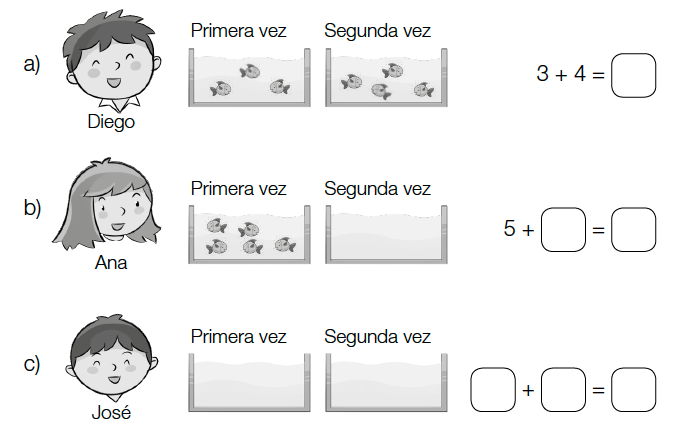 Primera vez Segunda vez
a) 3 + 4 =
Diego
Primera vez Segunda vez
b) 5 + =
Ana
Primera vez Segunda vez
c) + =
José